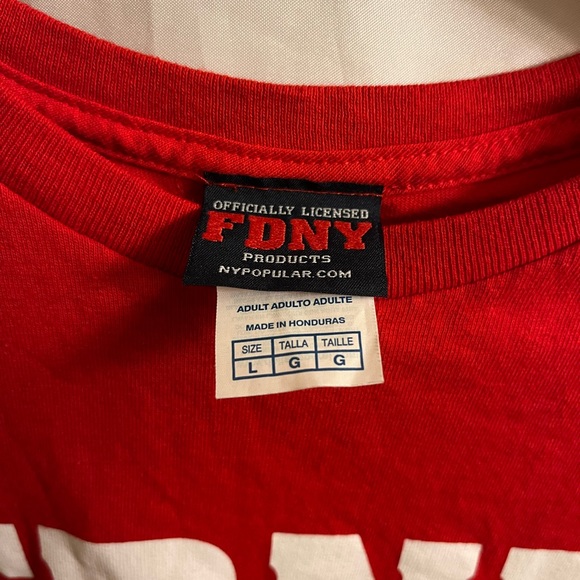 OFFICIALLY LICENSED
FDNY
PRODUCTS
NYPOPULAR.COM
ADULT ADULTO ADULTE
MADE IN HONDURAS
SIZE TALLA TAILLE
L G G